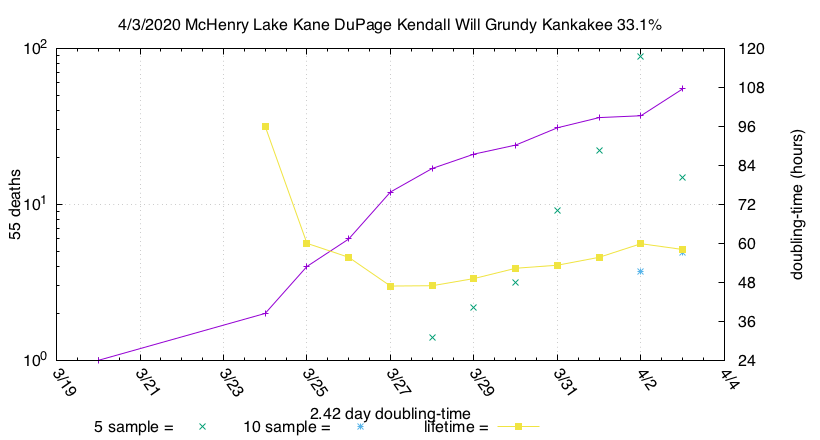 4/3/2020 McHenry Lake Kane DuPage Kendall Will Grundy Kankakee 33.1%
10²
10¹
10⁰
55 deaths
120
108
96
84
72
60
48
36
24
doubling-time (hours)
3/19 3/21 3/23 3/25 3/27 3/29 3/31 4/2 4/4
2.42 day doubling-time
5 sample = 10 sample = lifetime =